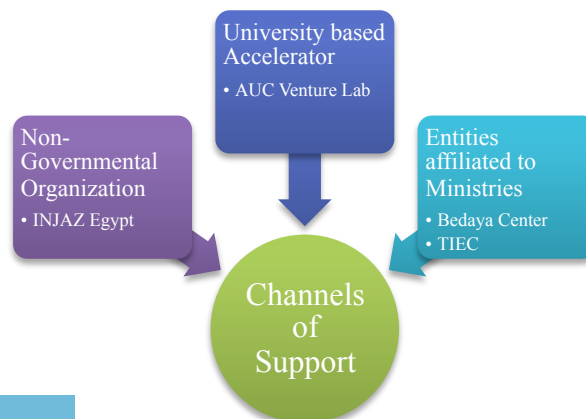 University based
Accelerator
• AUC Venture Lab
Non-
Governmental
Organization
• INJAZ Egypt
Entities
affiliated to
Ministries
• Bedaya Center
• TIEC
Channels
of
Support